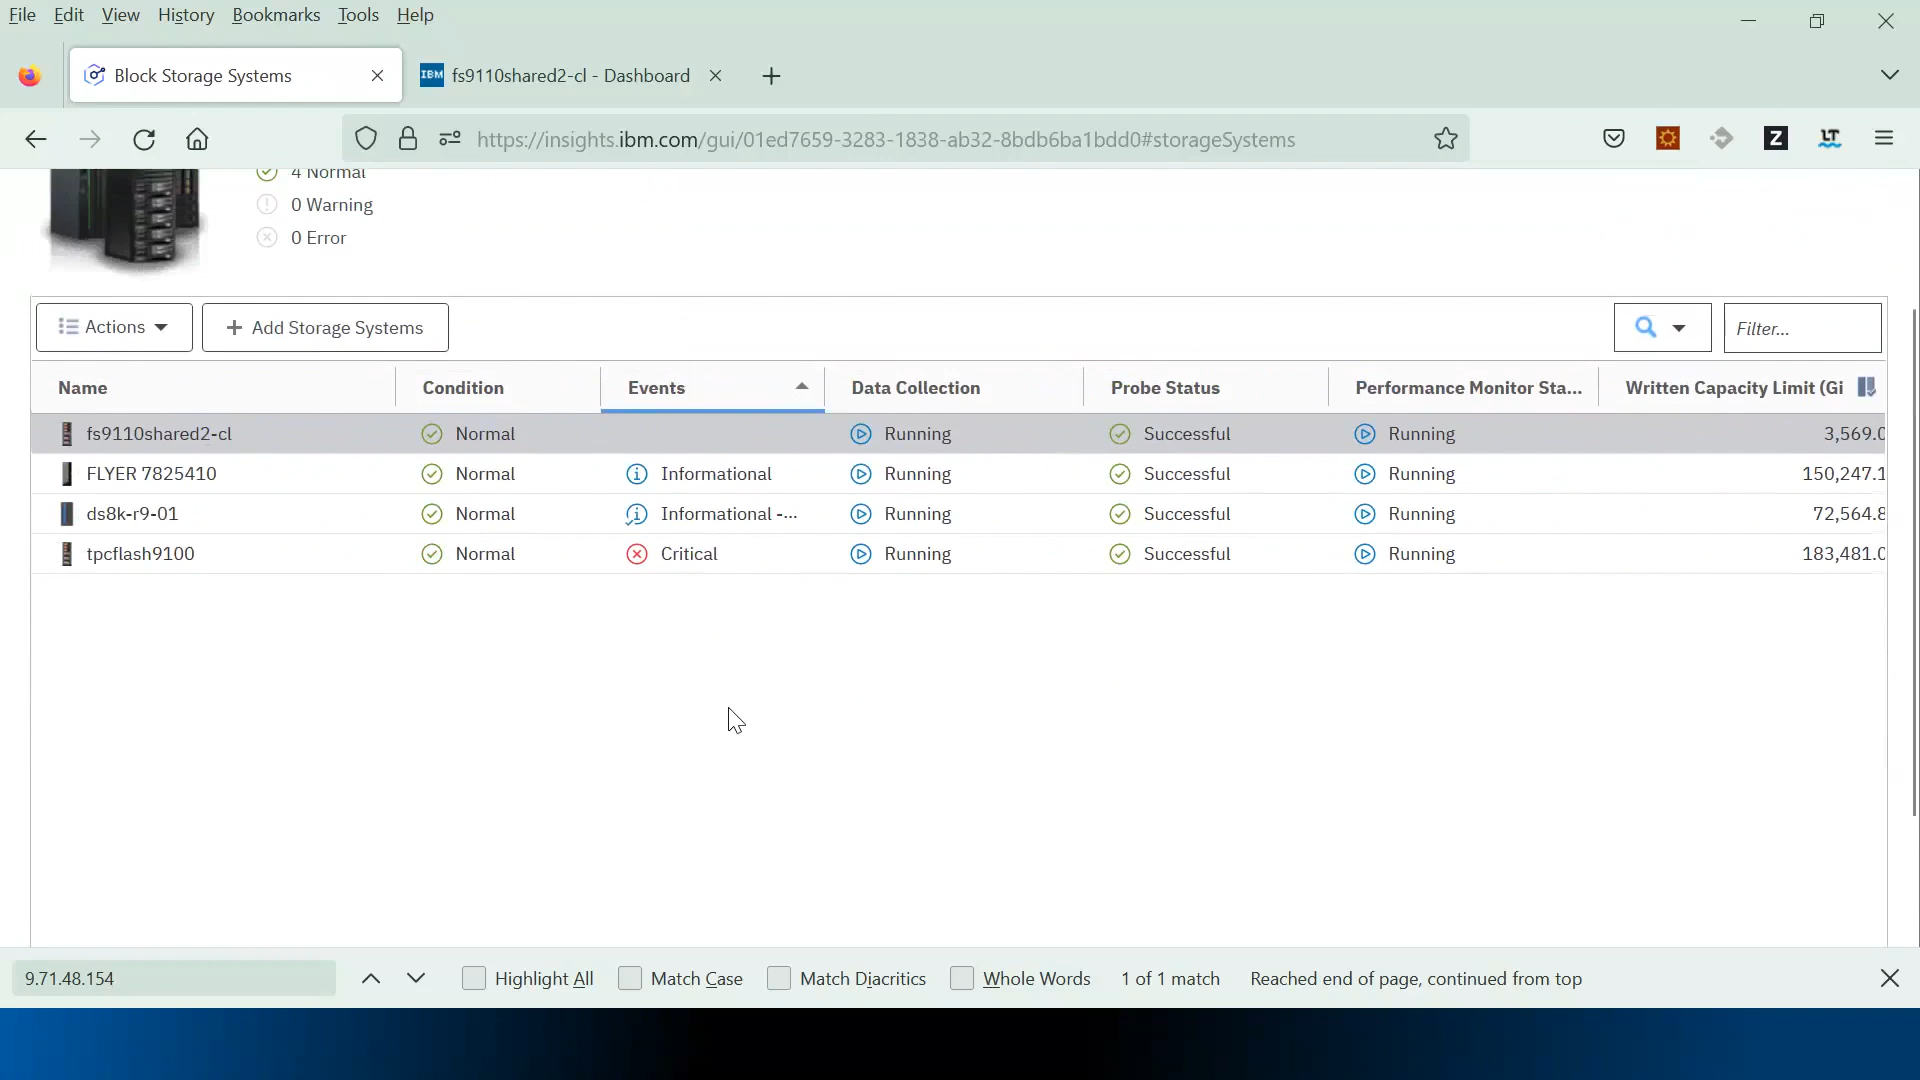 File Edit View History Bookmarks Tools Help
Block Storage Systems
IBM fs9110shared2-cl - Dashboard
https://insights.ibm.com/gui/01ed7659-3283-1838-ab32-8bdb6ba1bdd0#storageSystems
Z LT
4 Normal
0 Warning
0 Error
Actions + Add Storage Systems Filter...
Name Condition Events Data Collection Probe Status Performance Monitor Sta... Written Capacity Limit (Gi
fs9110shared2-cl Normal Running Successful Running 3,569.0
FLYER 7825410 Normal Informational Running Successful Running 150,247.1
ds8k-r9-01 Normal Informational -... Running Successful Running 72,564.8
tpcflash9100 Normal Critical Running Successful Running 183,481.0
9.71.48.154 Highlight All Match Case Match Diacritics Whole Words 1 of 1 match Reached end of page, continued from top